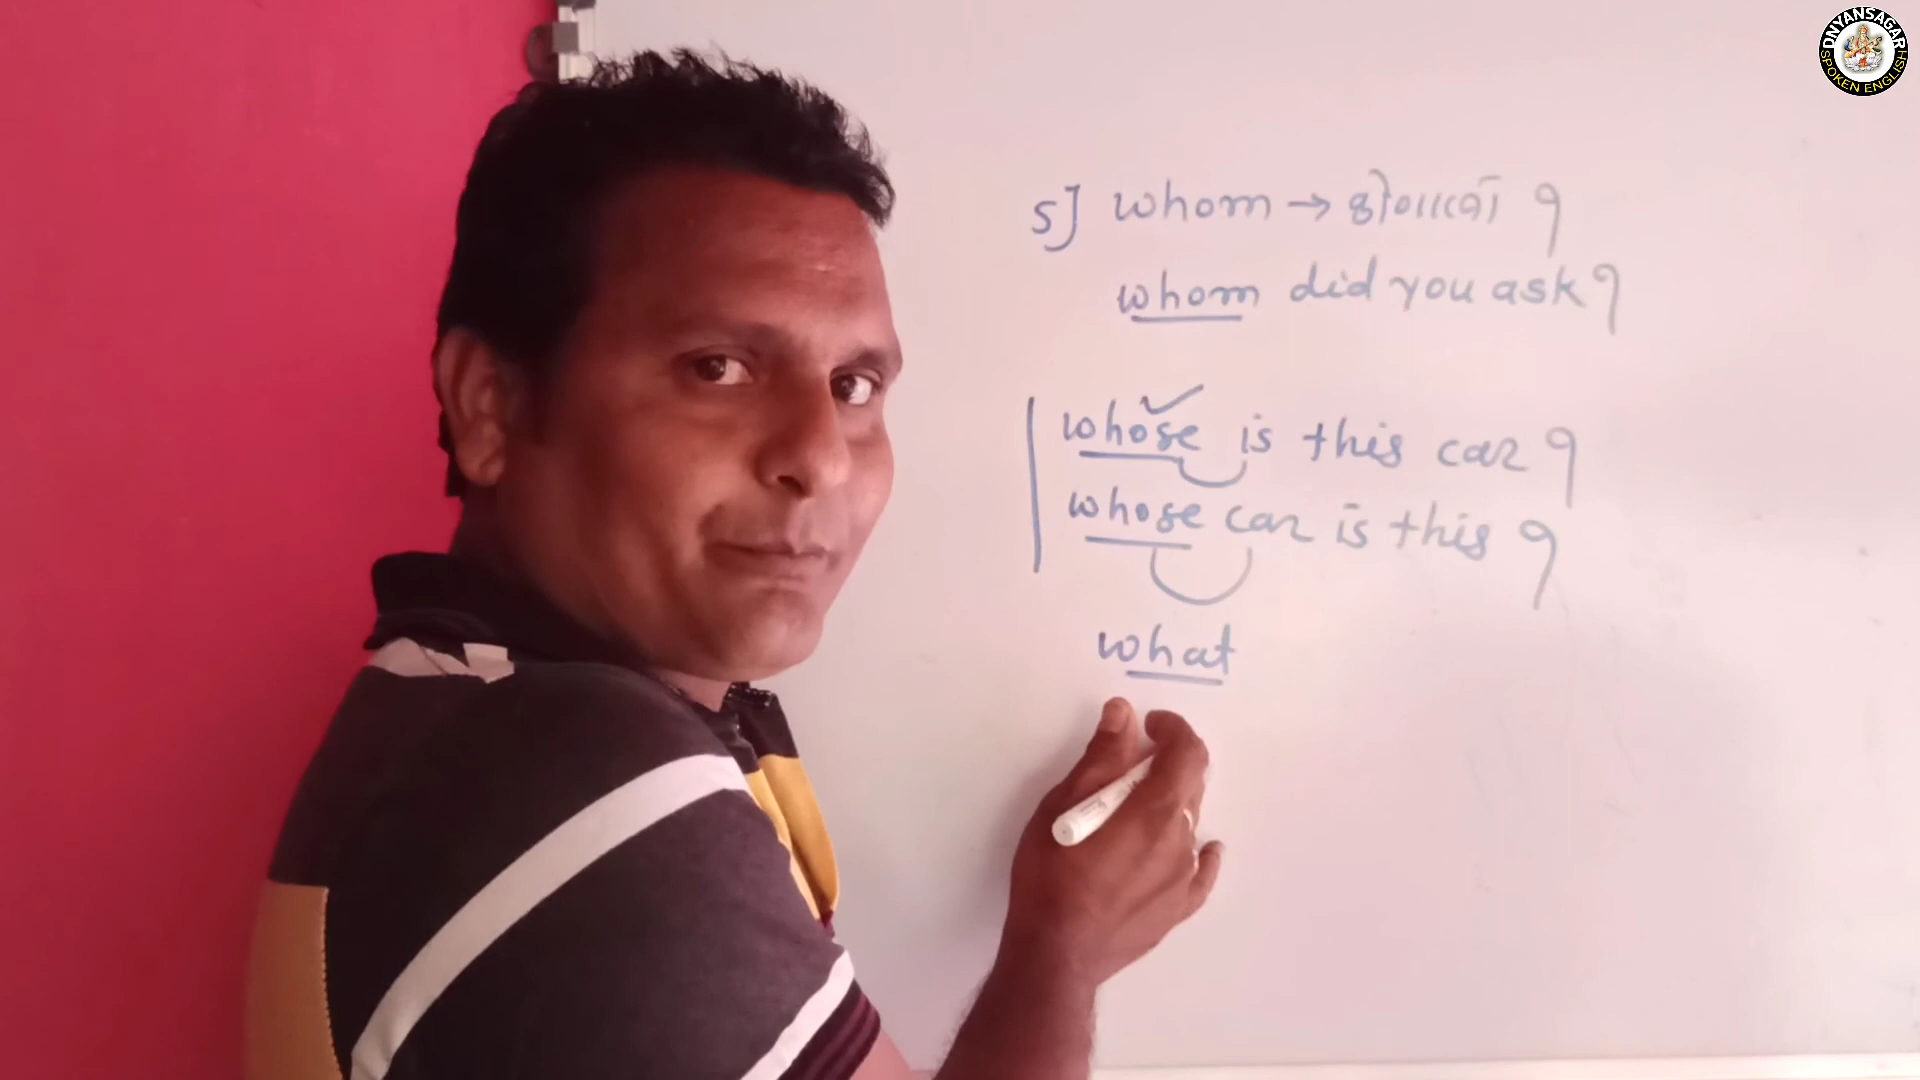 DNYANSAGAR
SPOKEN ENGLISH
5] whom → कोणाला ?
whom did you ask ?
whose is this car ?
whose car is this ?
what